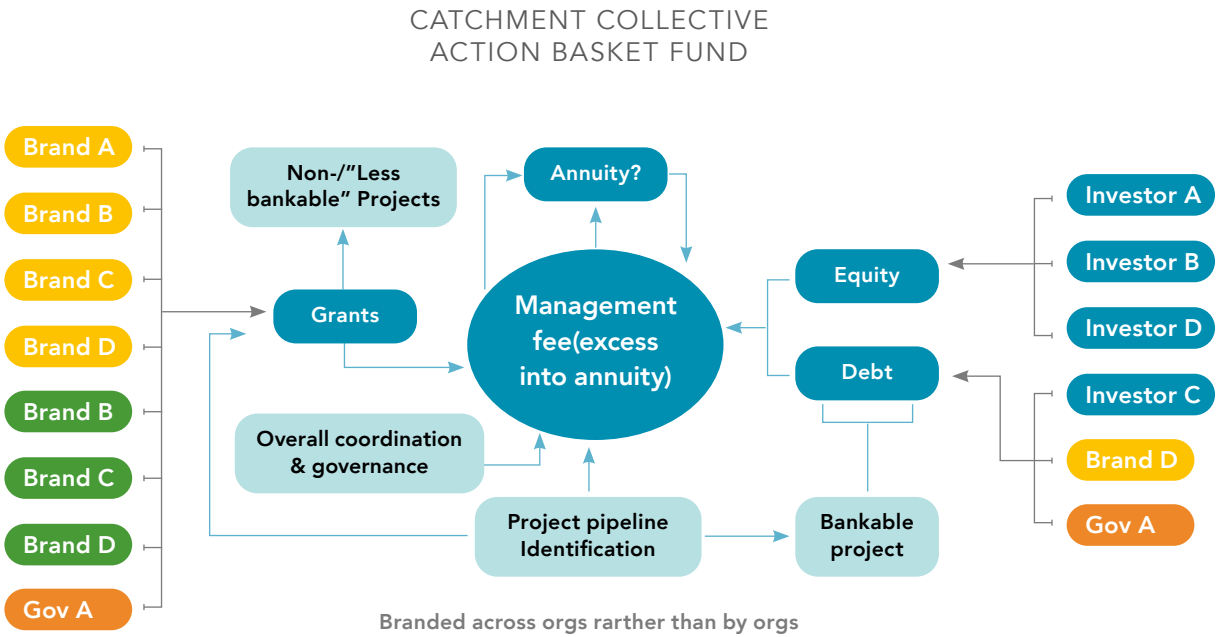 CATCHMENT COLLECTIVE
ACTION BASKET FUND
Brand A
Brand B
Brand C
Brand D
Brand B
Brand C
Brand D
Gov A
Non-/”Less
bankable” Projects
Grants
Overall coordination
& governance
Annuity?
Management
fee(excess
into annuity)
Project pipeline
Identification
Equity
Debt
Bankable
project
Investor A
Investor B
Investor D
Investor C
Brand D
Gov A
Branded across orgs rarther than by orgs